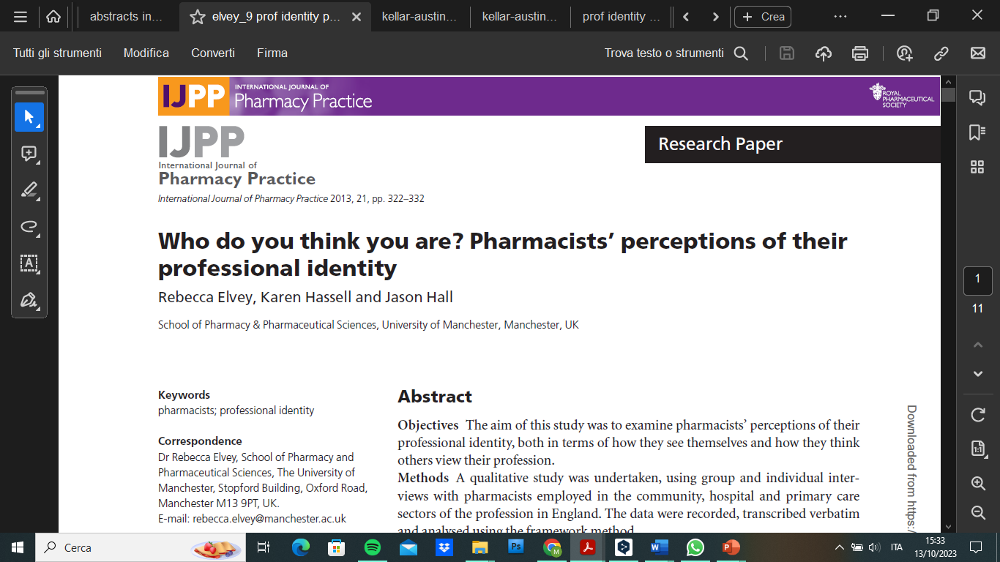 abstracts in...
elvey_9 prof identity p...
kellar-austin...
kellar-austin...
prof identity ...
Crea
Tutti gli strumenti
Modifica
Converti
Firma
Trova testo o strumenti
IJPP INTERNATIONAL JOURNAL OF
Pharmacy Practice
ROYAL
PHARMACEUTICAL
SOCIETY
IJPP
International Journal of
Pharmacy Practice
Research Paper
International Journal of Pharmacy Practice 2013, 21, pp. 322–332
Who do you think you are? Pharmacists’ perceptions of their
professional identity
Rebecca Elvey, Karen Hassell and Jason Hall
School of Pharmacy & Pharmaceutical Sciences, University of Manchester, Manchester, UK
Keywords
pharmacists; professional identity
Correspondence
Dr Rebecca Elvey, School of Pharmacy and
Pharmaceutical Sciences, The University of
Manchester, Stopford Building, Oxford Road,
Manchester M13 9PT, UK.
E-mail: rebecca.elvey@manchester.ac.uk
Abstract
Objectives The aim of this study was to examine pharmacists’ perceptions of their
professional identity, both in terms of how they see themselves and how they think
others view their profession.
Methods A qualitative study was undertaken, using group and individual inter-
views with pharmacists employed in the community, hospital and primary care
sectors of the profession in England. The data were recorded, transcribed verbatim
and analysed using the framework method.
Downloaded from https:/
1
11
1:1
A
Cerca
Ps
M
W
P
ITA
15:33
13/10/2023